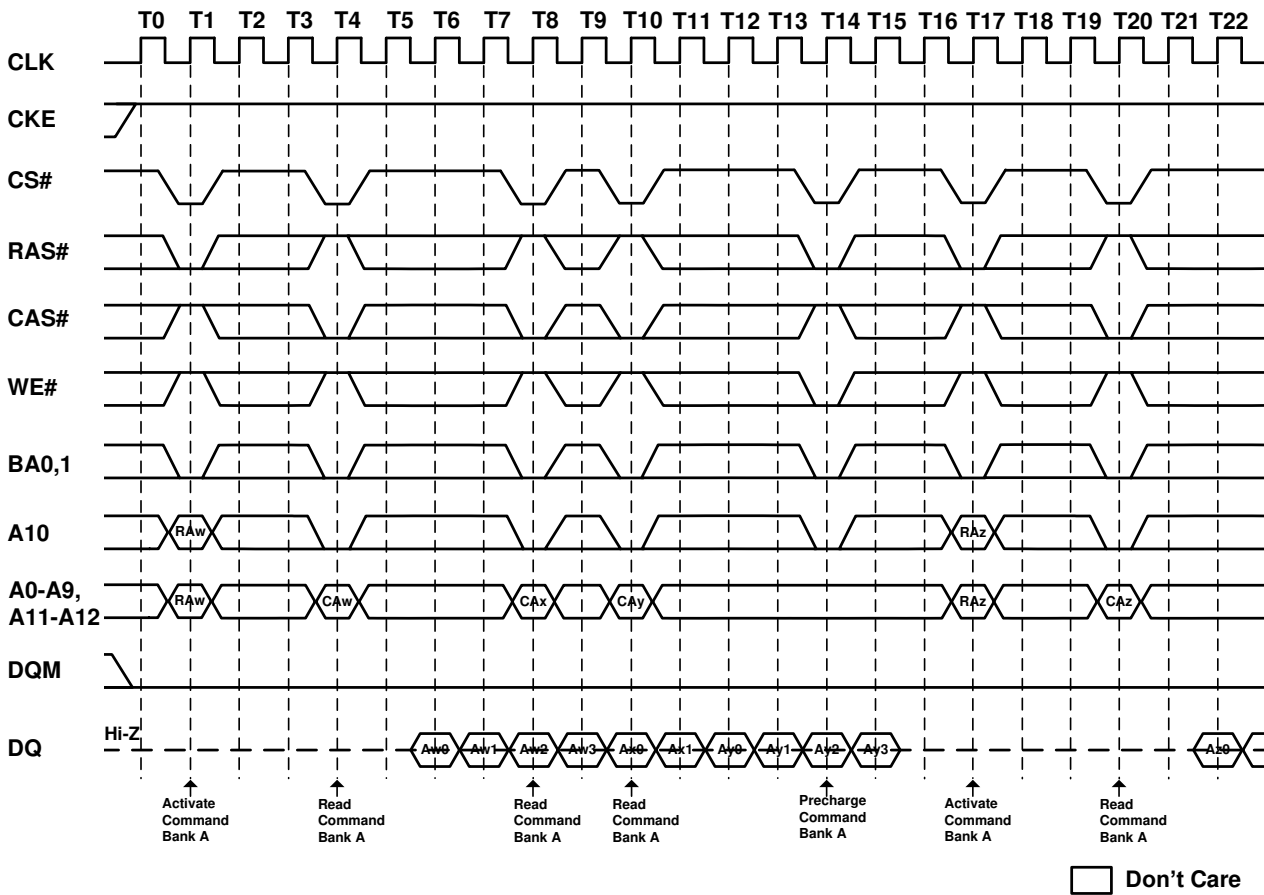 T0 T1 T2 T3 T4 T5 T6 T7 T8 T9 T10 T11 T12 T13 T14 T15 T16 T17 T18 T19 T20 T21 T22
CLK
CKE
CS#
RAS#
CAS#
WE#
BA0,1
A10
RAw RAz
A0-A9,
A11-A12
RAw CAw CAx CAy RAz CAz
DQM
Hi-Z
DQ
Aw0 Aw1 Aw2 Aw3 Ax0 Ax1 Ay0 Ay1 Ay2 Ay3 Az0
Activate
Command
Bank A
Read
Command
Bank A
Read
Command
Bank A
Read
Command
Bank A
Precharge
Command
Bank A
Activate
Command
Bank A
Read
Command
Bank A
Don't Care